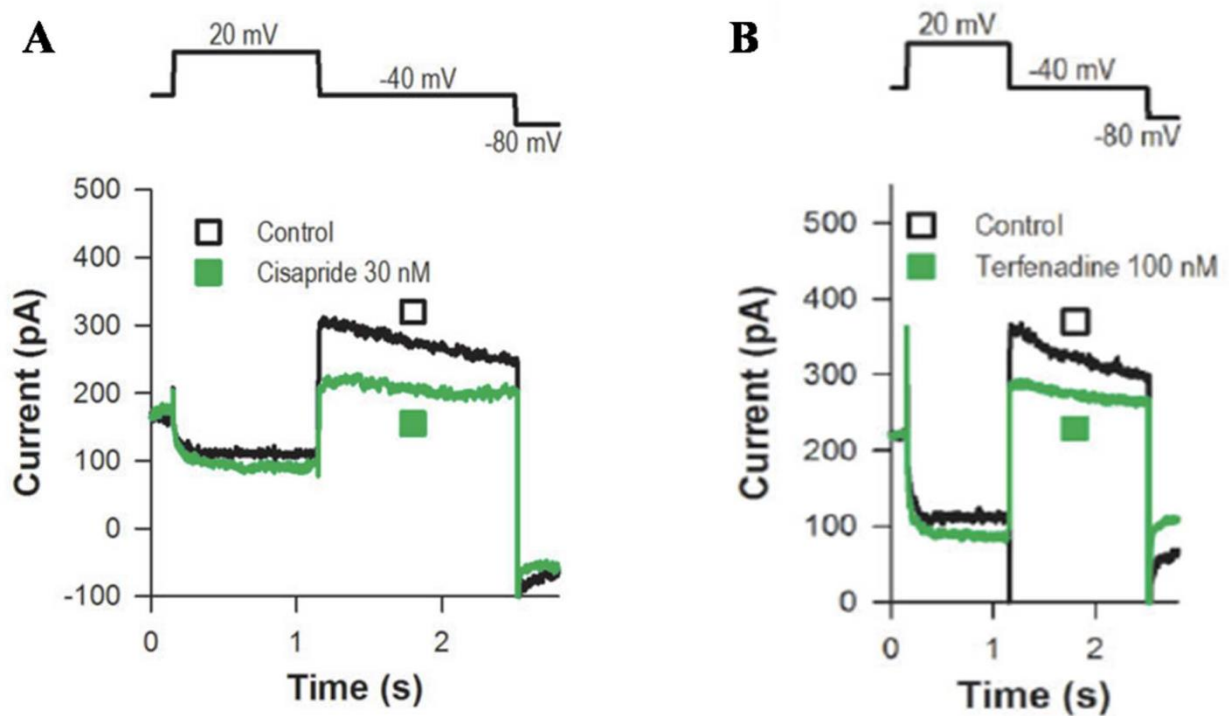 A
20 mV
-40 mV
-80 mV
500
400
300
200
100
0
-100
Control
Cisapride 30 nM
Current (pA)
0 1 2
Time (s)
B
20 mV
-40 mV
-80 mV
500
400
300
200
100
0
Control
Terfenadine 100 nM
Current (pA)
0 1 2
Time (s)